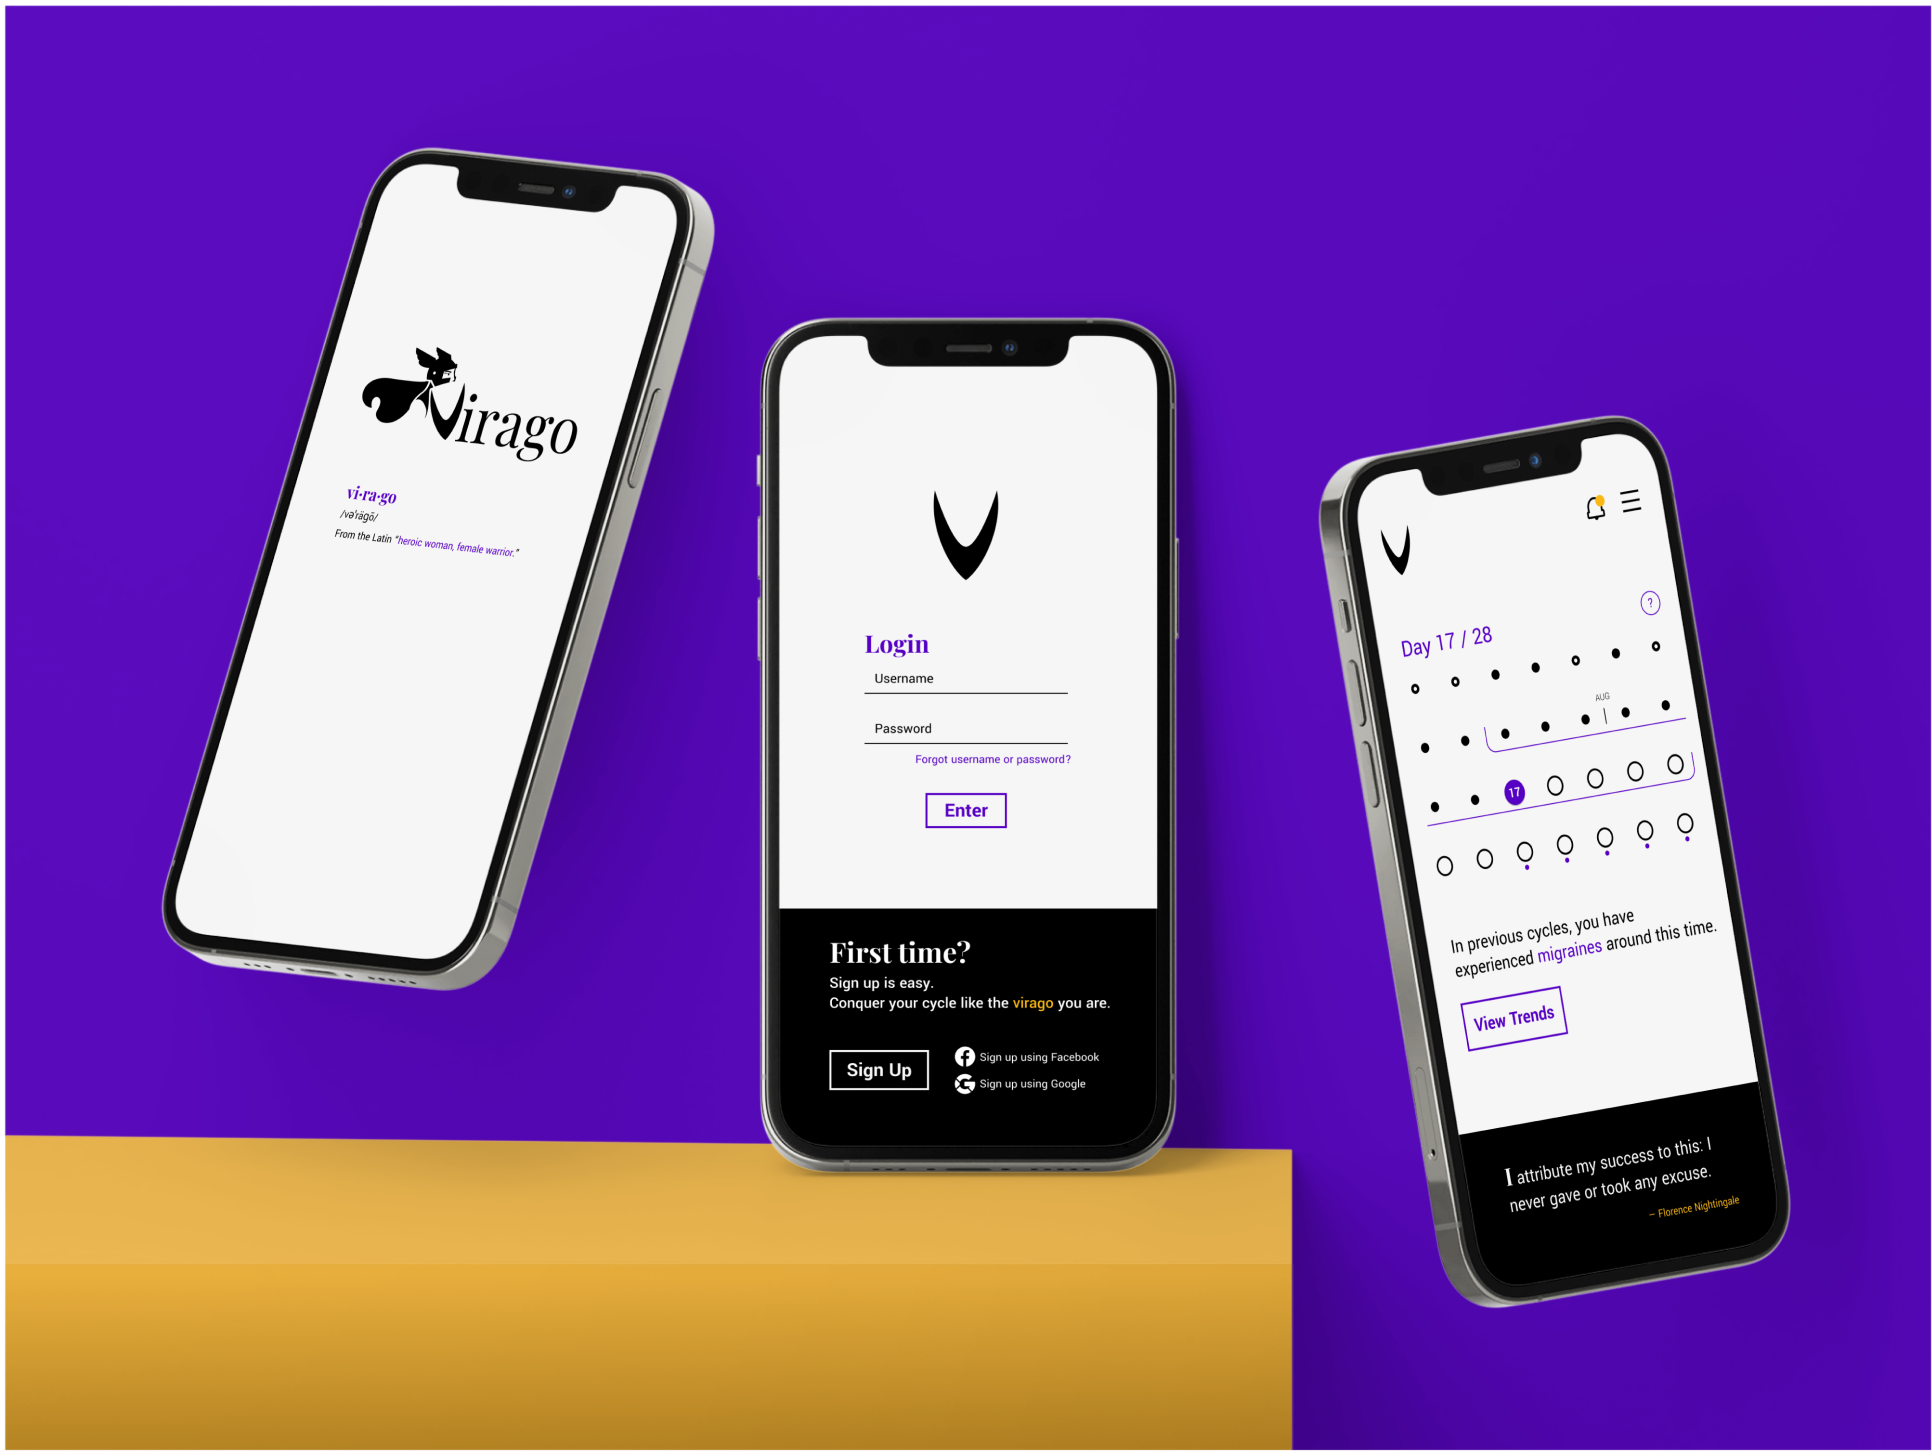 Virago
vi·ra·go
/vəˈrägō/
From the Latin “heroic woman, female warrior.”
Login
Username
Password
Forgot username or password?
Enter
First time?
Sign up is easy.
Conquer your cycle like the virago you are.
Sign Up
Sign up using Facebook
Sign up using Google
?
Day 17 / 28
AUG
17
In previous cycles, you have
experienced migraines around this time.
View Trends
I attribute my success to this: I
never gave or took any excuse.
– Florence Nightingale